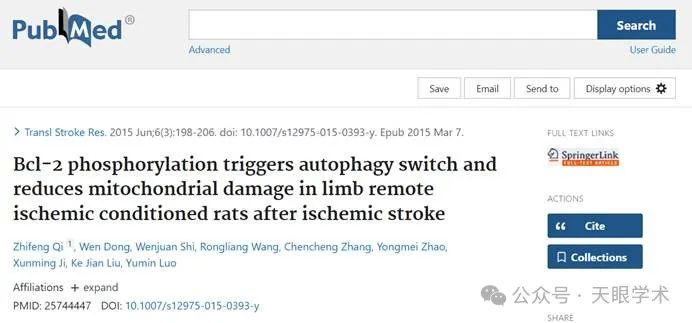 PubMed®
Search
Advanced
User Guide
Save
Email
Send to
Display options
> Transl Stroke Res. 2015 Jun;6(3):198-206. doi: 10.1007/s12975-015-0393-y. Epub 2015 Mar 7.
Bcl-2 phosphorylation triggers autophagy switch and
reduces mitochondrial damage in limb remote
ischemic conditioned rats after ischemic stroke
Zhifeng Qi 1, Wen Dong, Wenjuan Shi, Rongliang Wang, Chencheng Zhang, Yongmei Zhao,
Xunming Ji, Ke Jian Liu, Yumin Luo
Affiliations + expand
PMID: 25744447 DOI: 10.1007/s12975-015-0393-y
FULL TEXT LINKS
SpringerLink
FULL-TEXT ARTICLE
ACTIONS
Cite
Collections
SHARE
公众号 · 天眼学术